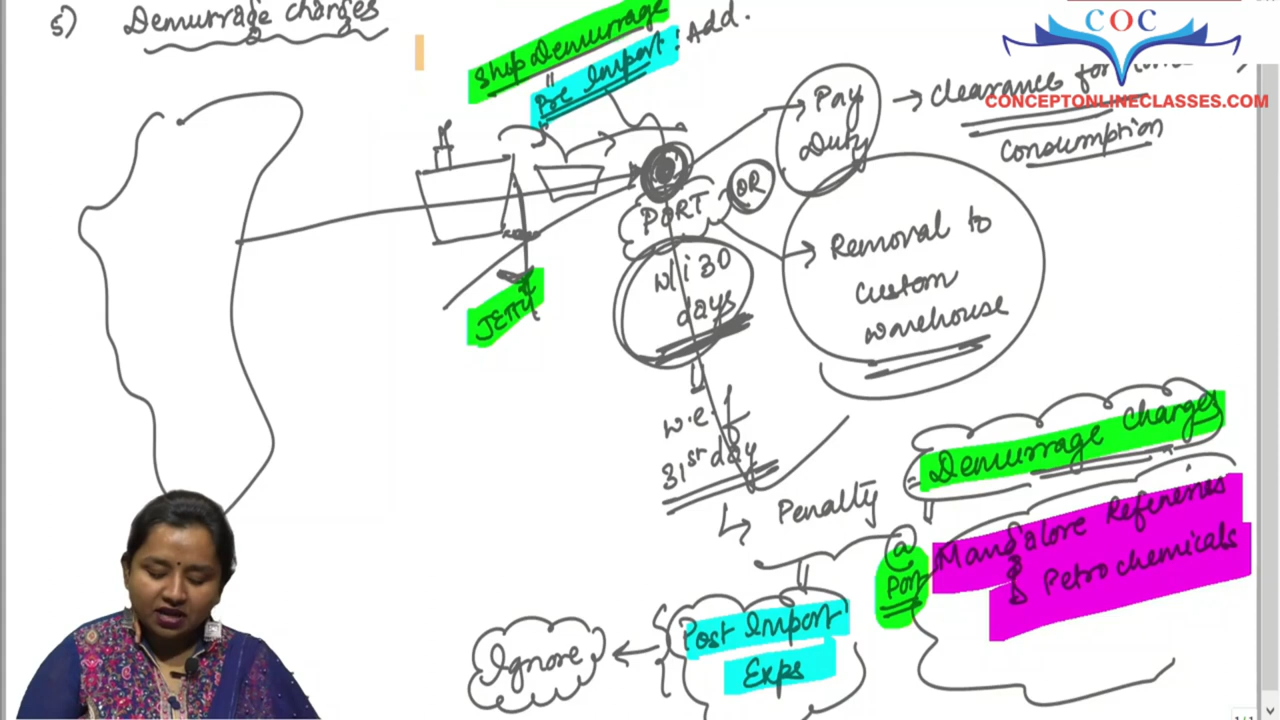 5) Demurrage charges
Ship Demurrage
Pre Import : Add.
COC
CONCEPTONLINECLASSES.COM
Pay
Duty
→ Clearance for
Consumption
PORT
OR
→ Removal to
custom
warehouse
JETTY
w/i 30
days
w.e.f
31st day
↳ Penalty
= Demurrage charges
@
Port
Mangalore Refineries
& Petrochemicals
Post Import
Exps
Ignore
1/1